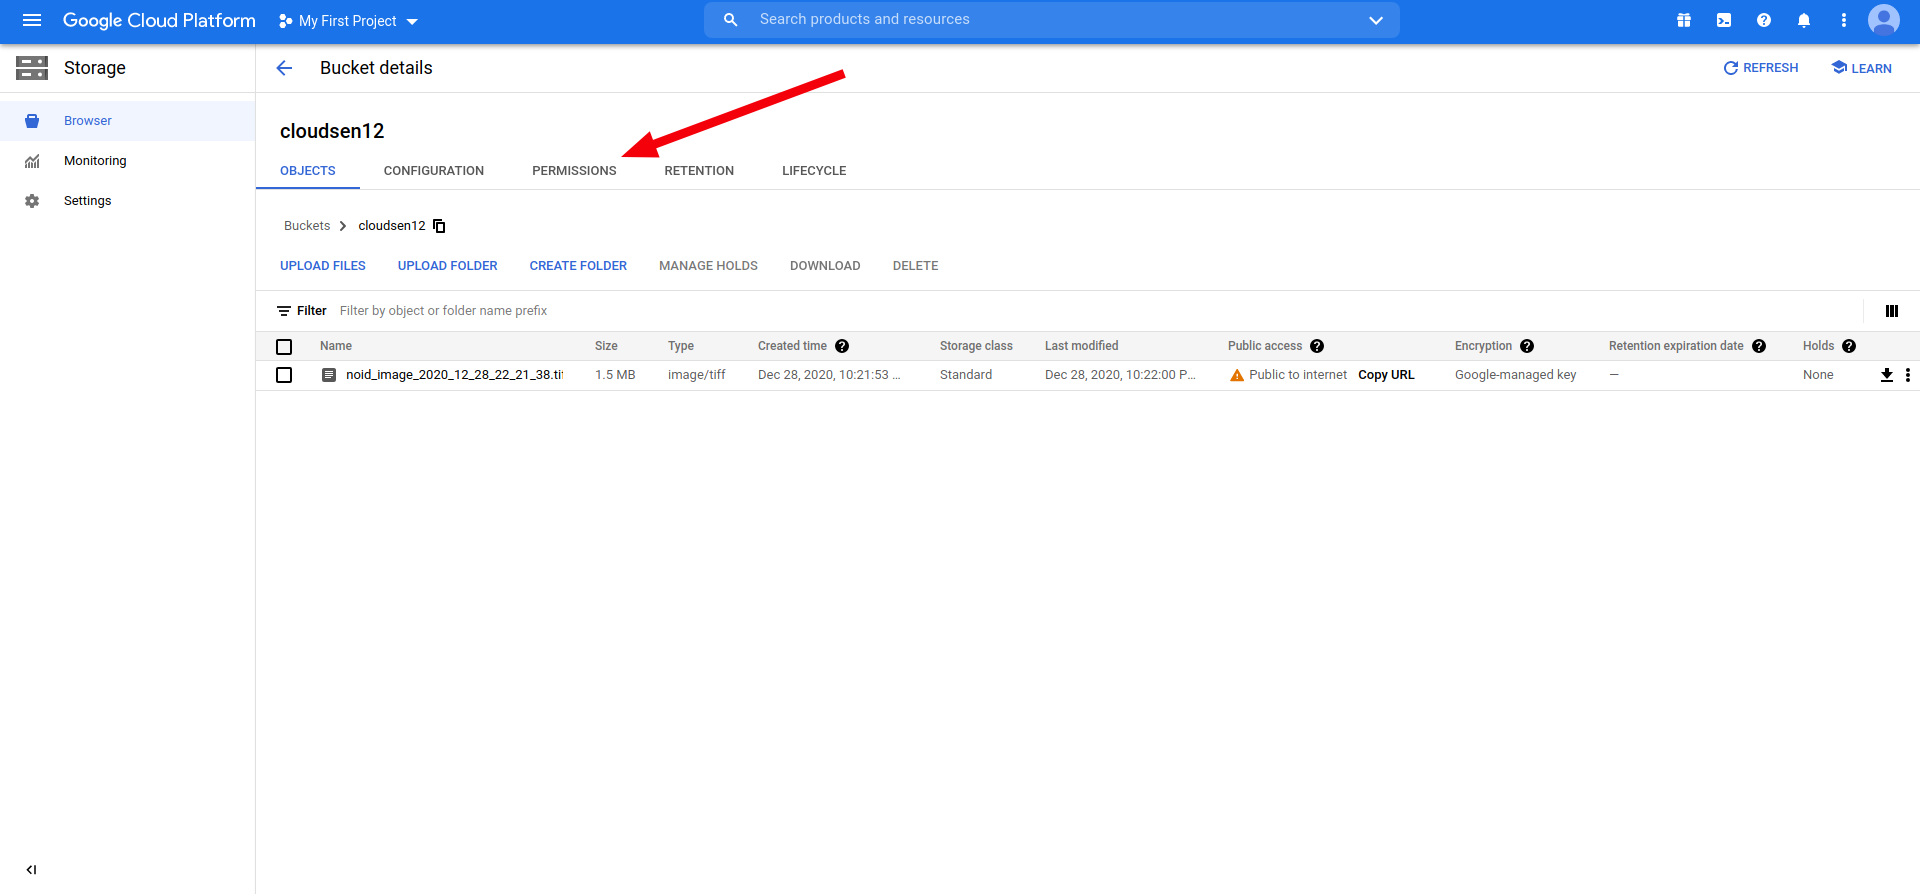 Google Cloud Platform My First Project Search products and resources
Storage Bucket details REFRESH LEARN
Browser
Monitoring
Settings
cloudsen12
OBJECTS CONFIGURATION PERMISSIONS RETENTION LIFECYCLE
Buckets cloudsen12
UPLOAD FILES UPLOAD FOLDER CREATE FOLDER MANAGE HOLDS DOWNLOAD DELETE
Filter Filter by object or folder name prefix
Name Size Type Created time Storage class Last modified Public access Encryption Retention expiration date Holds
noid_image_2020_12_28_22_21_38.tif 1.5 MB image/tiff Dec 28, 2020, 10:21:53 ... Standard Dec 28, 2020, 10:22:00 P... Public to internet Copy URL Google-managed key — None